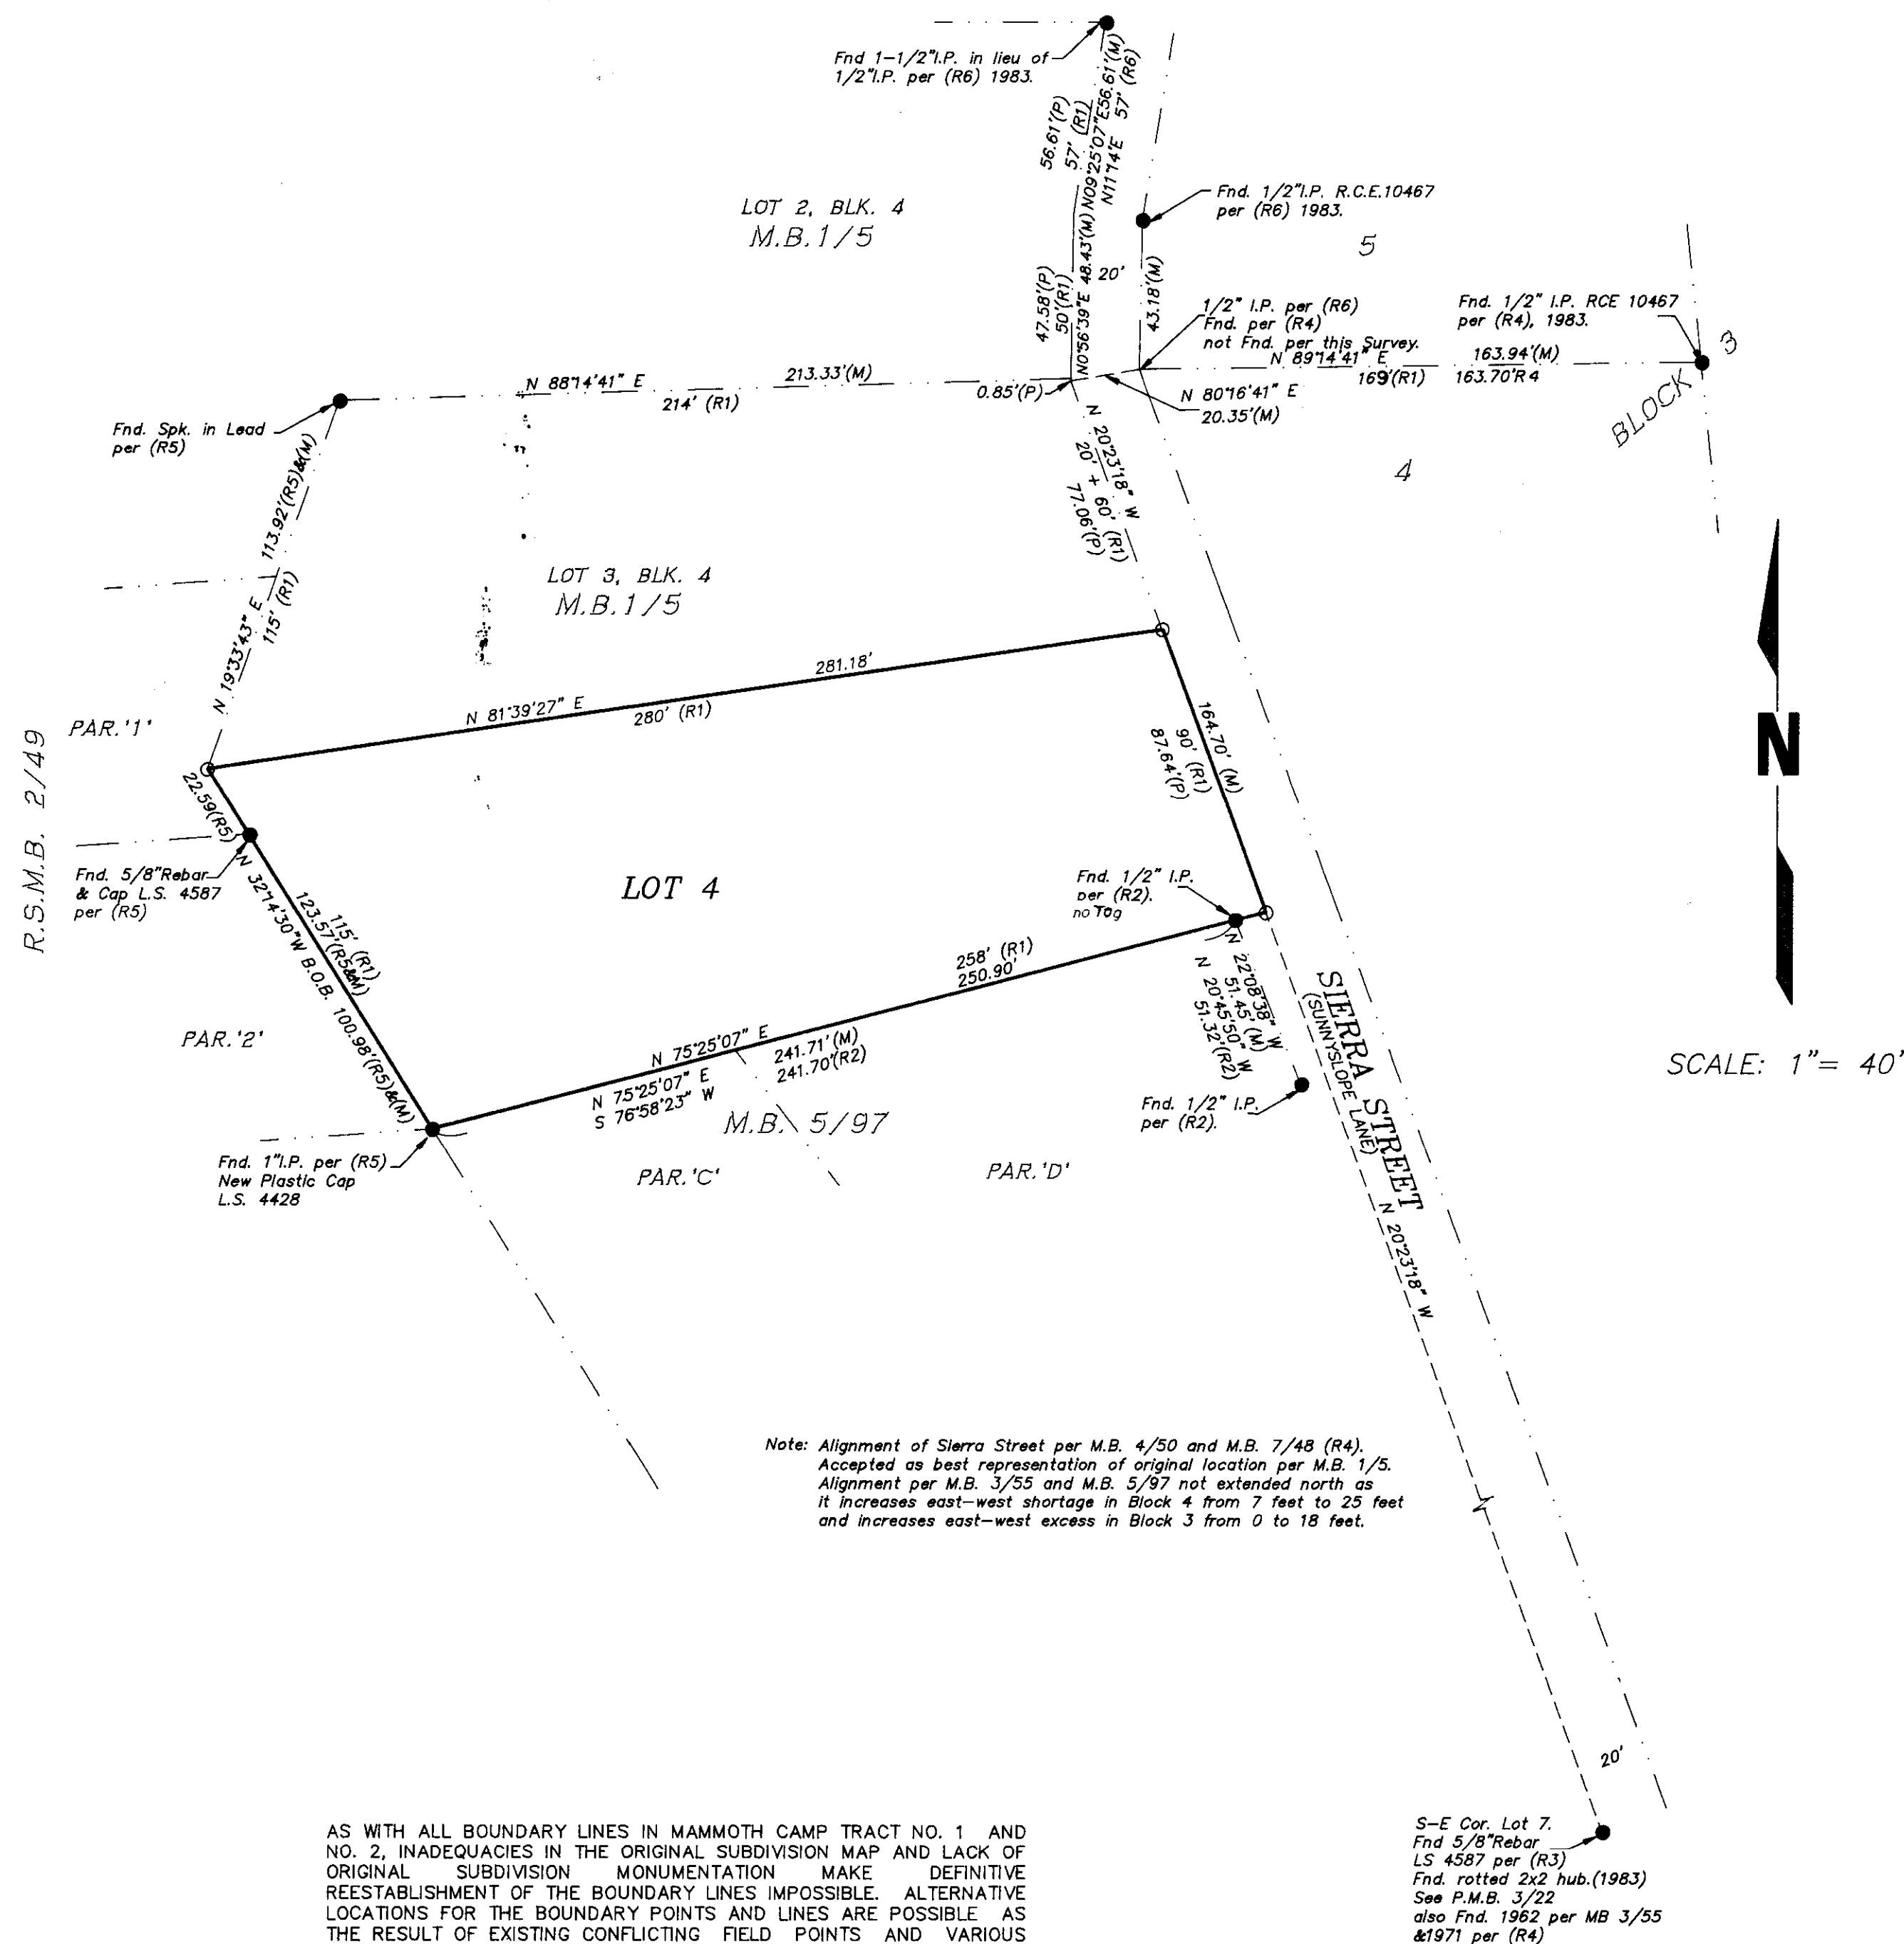 Fnd 1-1/2"I.P. in lieu of
1/2"I.P. per (R6) 1983.
56.61'(P)
57' (R1)
N09°25'07"E56.61'(M)
N11°14'E 57' (R6)
LOT 2, BLK. 4
M.B.1/5
Fnd. 1/2"I.P. R.C.E.10467
per (R6) 1983.
5
47.58'(P)
50'(R1)
N0°56'39"E 48.43'(M)
20'
43.18'(M)
1/2" I.P. per (R6)
Fnd. per (R4)
not Fnd. per this Survey.
Fnd. 1/2" I.P. RCE 10467
per (R4), 1983.
N 89°14'41" E 163.94'(M)
169'(R1) 163.70'R4
BLOCK 3
N 88°14'41" E 213.33'(M)
214' (R1)
0.85'(P)
N 80°16'41" E
20.35'(M)
Fnd. Spk. in Lead
per (R5)
4
N 20°23'18" W
20' + 60' (R1)
77.06'(P)
N 19°33'43" E 113.92'(R5)&(M)
115' (R1)
LOT 3, BLK. 4
M.B.1/5
N 81°39'27" E 281.18'
280' (R1)
PAR.'1'
R.S.M.B. 2/49
164.70' (M)
90' (R1)
87.64'(P)
N
22.59(R5)
Fnd. 5/8"Rebar
& Cap L.S. 4587
per (R5)
LOT 4
Fnd. 1/2" I.P.
per (R2).
no Tag
115' (R1)
123.57'(R5&M)
N 32°14'30"W B.O.B. 100.98'(R5)&(M)
258' (R1)
250.90'
N 22°08'38" W
51.45' (M)
N 20°45'50" W
51.32'(R2)
SIERRA STREET
(SUNNYSLOPE LANE)
PAR.'2'
SCALE: 1"= 40'
N 75°25'07" E
241.71'(M)
241.70'(R2)
N 75°25'07" E
S 76°58'23" W
M.B. 5/97
Fnd. 1/2" I.P.
per (R2).
Fnd. 1"I.P. per (R5)
New Plastic Cap
L.S. 4428
PAR.'C'
PAR.'D'
N 20°23'18" W
Note: Alignment of Sierra Street per M.B. 4/50 and M.B. 7/48 (R4).
Accepted as best representation of original location per M.B. 1/5.
Alignment per M.B. 3/55 and M.B. 5/97 not extended north as
it increases east-west shortage in Block 4 from 7 feet to 25 feet
and increases east-west excess in Block 3 from 0 to 18 feet.
20'
AS WITH ALL BOUNDARY LINES IN MAMMOTH CAMP TRACT NO. 1 AND
NO. 2, INADEQUACIES IN THE ORIGINAL SUBDIVISION MAP AND LACK OF
ORIGINAL SUBDIVISION MONUMENTATION MAKE DEFINITIVE
REESTABLISHMENT OF THE BOUNDARY LINES IMPOSSIBLE. ALTERNATIVE
LOCATIONS FOR THE BOUNDARY POINTS AND LINES ARE POSSIBLE AS
THE RESULT OF EXISTING CONFLICTING FIELD POINTS AND VARIOUS
S-E Cor. Lot 7.
Fnd 5/8"Rebar
LS 4587 per (R3)
Fnd. rotted 2x2 hub.(1983)
See P.M.B. 3/22
also Fnd. 1962 per MB 3/55
&1971 per (R4)